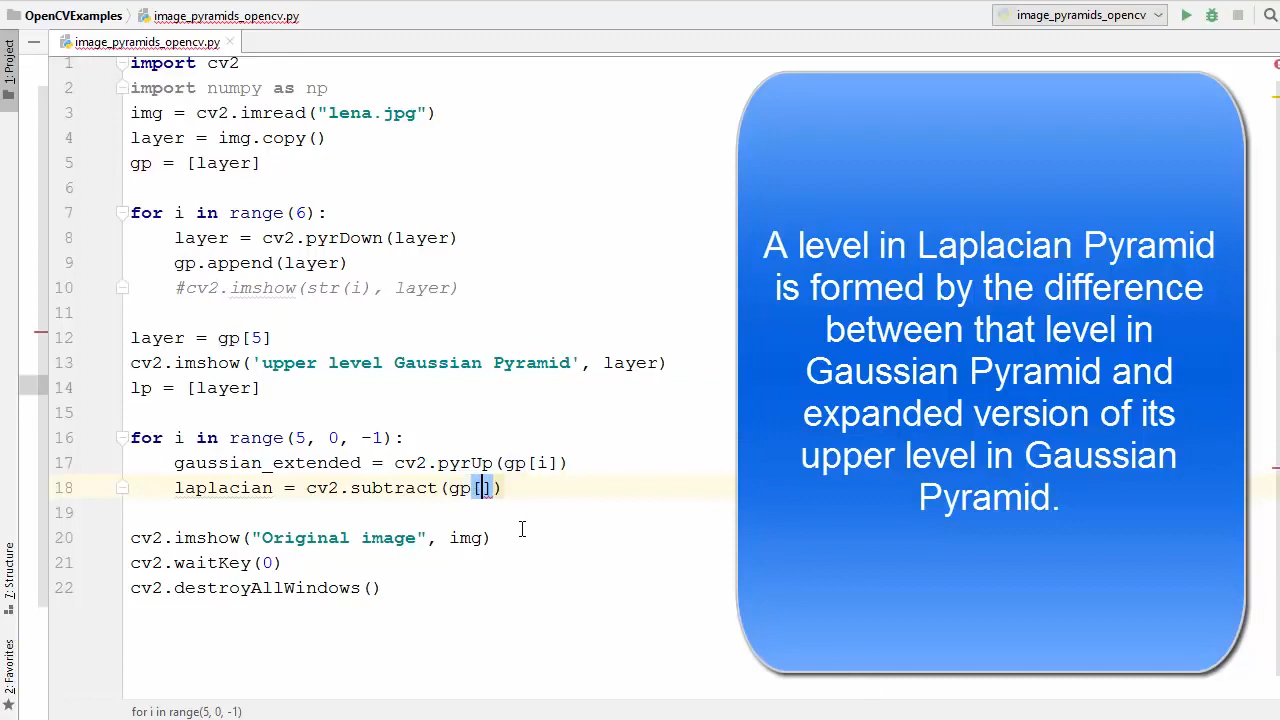 OpenCVExamples image_pyramids_opencv.py
image_pyramids_opencv
1: Project
image_pyramids_opencv.py
1 import cv2
2 import numpy as np
3 img = cv2.imread("lena.jpg")
4 layer = img.copy()
5 gp = [layer]
6
7 for i in range(6):
8 layer = cv2.pyrDown(layer)
9 gp.append(layer)
10 #cv2.imshow(str(i), layer)
11
12 layer = gp[5]
13 cv2.imshow('upper level Gaussian Pyramid', layer)
14 lp = [layer]
15
16 for i in range(5, 0, -1):
17 gaussian_extended = cv2.pyrUp(gp[i])
18 laplacian = cv2.subtract(gp[])
19
20 cv2.imshow("Original image", img)
21 cv2.waitKey(0)
22 cv2.destroyAllWindows()
A level in Laplacian Pyramid
is formed by the difference
between that level in
Gaussian Pyramid and
expanded version of its
upper level in Gaussian
Pyramid.
7: Structure
2: Favorites
for i in range(5, 0, -1)